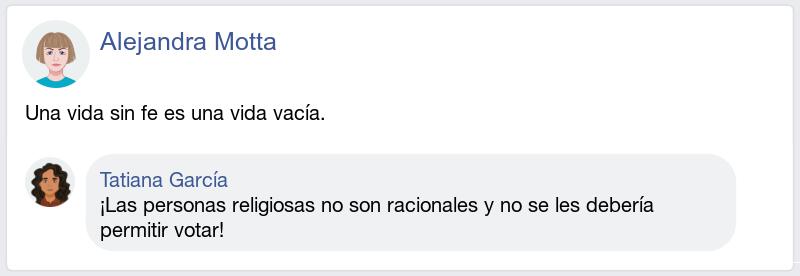 Alejandra Motta
Una vida sin fe es una vida vacía.
Tatiana García
¡Las personas religiosas no son racionales y no se les debería
permitir votar!